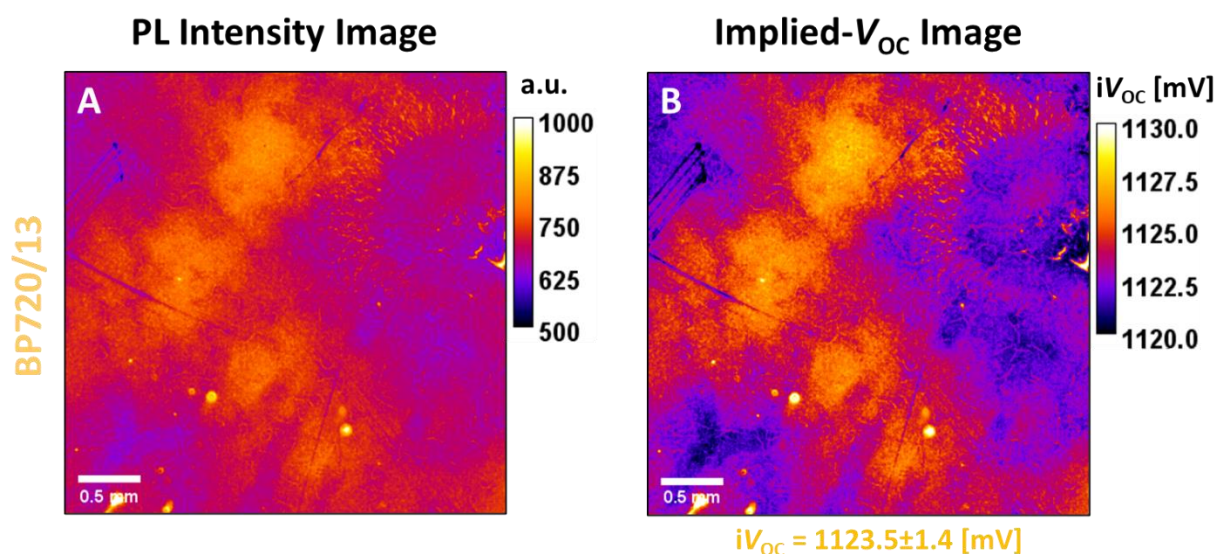 PL Intensity Image
Implied-VOC Image
A
a.u.
1000
875
750
625
500
B
iVOC [mV]
1130.0
1127.5
1125.0
1122.5
1120.0
BP720/13
0.5 mm
0.5 mm
iVOC = 1123.5±1.4 [mV]